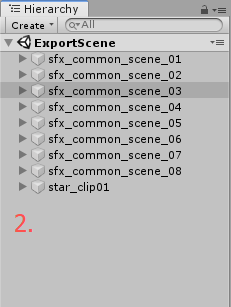 Hierarchy
Create
All
ExportScene
sfx_common_scene_01
sfx_common_scene_02
sfx_common_scene_03
sfx_common_scene_04
sfx_common_scene_05
sfx_common_scene_06
sfx_common_scene_07
sfx_common_scene_08
star_clip01
2.